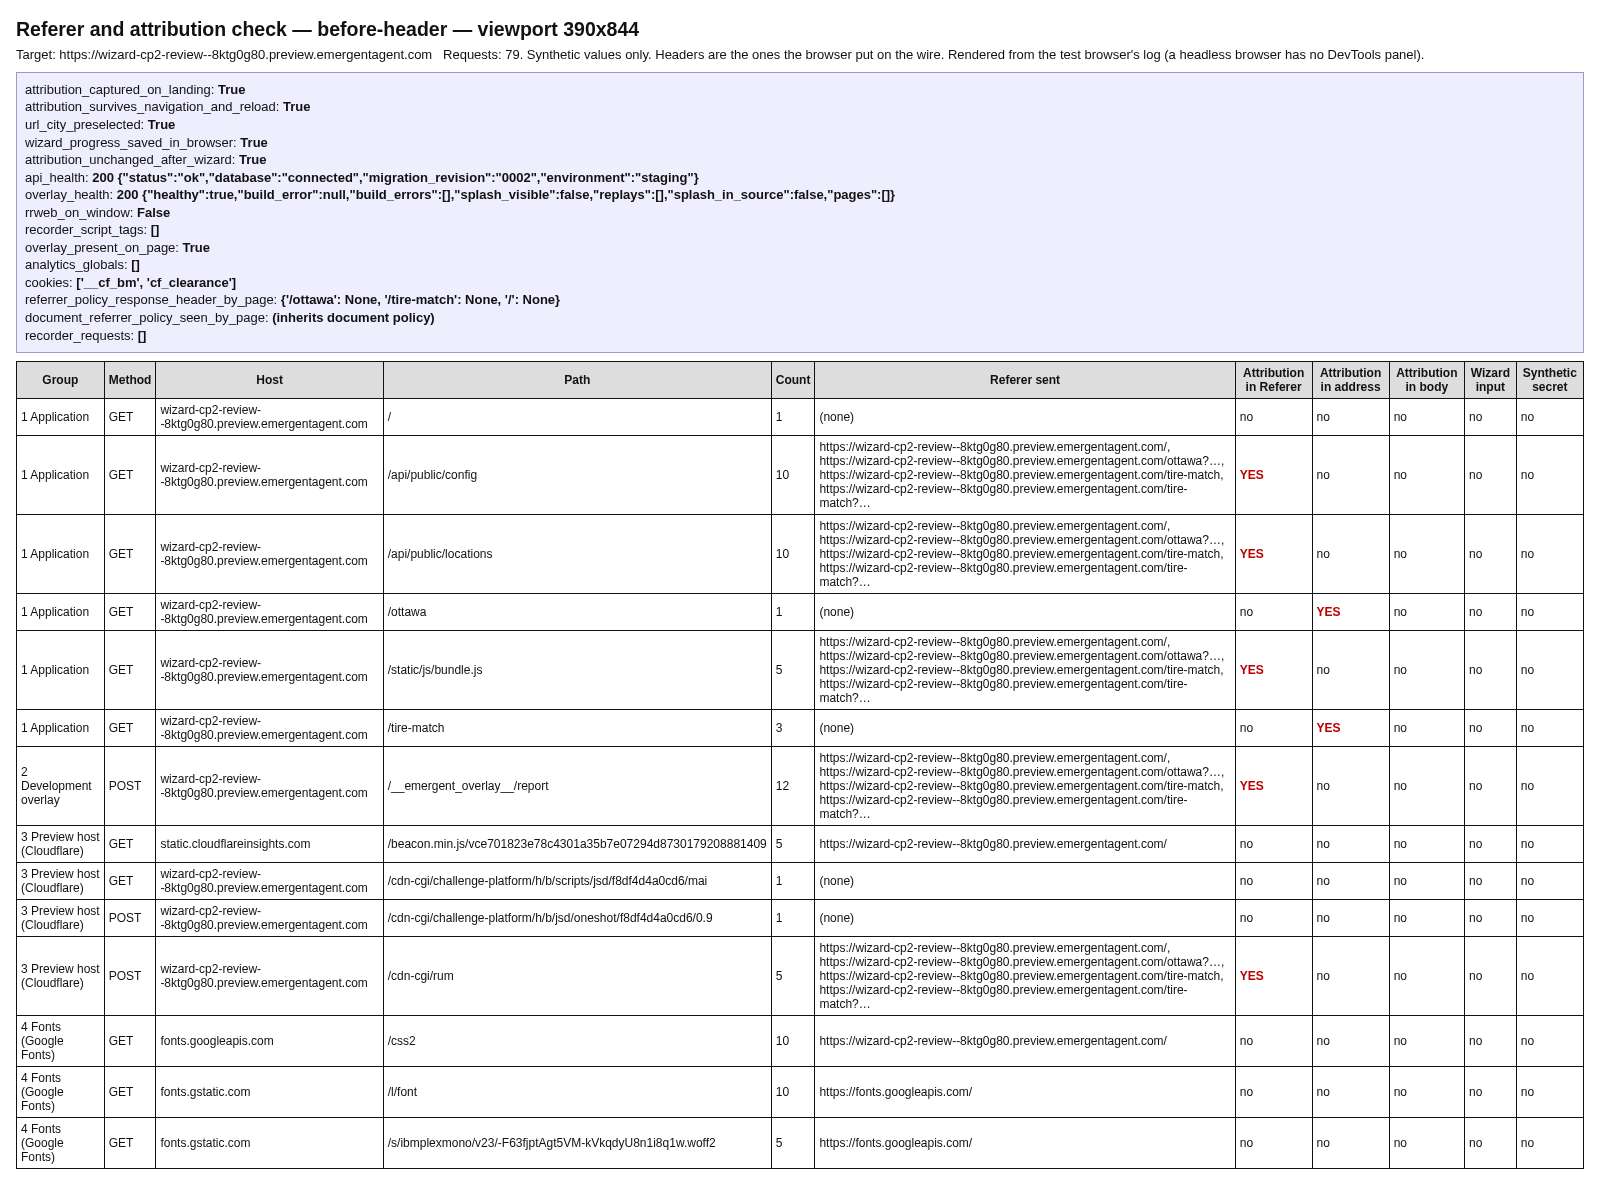 Referer and attribution check — before-header — viewport 390x844
Target: https://wizard-cp2-review--8ktg0g80.preview.emergentagent.com   Requests: 79. Synthetic values only. Headers are the ones the browser put on the wire. Rendered from the test browser's log (a headless browser has no DevTools panel).
attribution_captured_on_landing: True
attribution_survives_navigation_and_reload: True
url_city_preselected: True
wizard_progress_saved_in_browser: True
attribution_unchanged_after_wizard: True
api_health: 200 {"status":"ok","database":"connected","migration_revision":"0002","environment":"staging"}
overlay_health: 200 {"healthy":true,"build_error":null,"build_errors":[],"splash_visible":false,"replays":[],"splash_in_source":false,"pages":[]}
rrweb_on_window: False
recorder_script_tags: []
overlay_present_on_page: True
analytics_globals: []
cookies: ['__cf_bm', 'cf_clearance']
referrer_policy_response_header_by_page: {'/ottawa': None, '/tire-match': None, '/': None}
document_referrer_policy_seen_by_page: (inherits document policy)
recorder_requests: []
Group Method Host Path Count Referer sent Attribution in Referer Attribution in address Attribution in body Wizard input Synthetic secret
1 Application GET wizard-cp2-review-
-8ktg0g80.preview.emergentagent.com / 1 (none) no no no no no
1 Application GET wizard-cp2-review-
-8ktg0g80.preview.emergentagent.com /api/public/config 10 https://wizard-cp2-review--8ktg0g80.preview.emergentagent.com/,
https://wizard-cp2-review--8ktg0g80.preview.emergentagent.com/ottawa?…,
https://wizard-cp2-review--8ktg0g80.preview.emergentagent.com/tire-match,
https://wizard-cp2-review--8ktg0g80.preview.emergentagent.com/tire-
match?… YES no no no no
1 Application GET wizard-cp2-review-
-8ktg0g80.preview.emergentagent.com /api/public/locations 10 https://wizard-cp2-review--8ktg0g80.preview.emergentagent.com/,
https://wizard-cp2-review--8ktg0g80.preview.emergentagent.com/ottawa?…,
https://wizard-cp2-review--8ktg0g80.preview.emergentagent.com/tire-match,
https://wizard-cp2-review--8ktg0g80.preview.emergentagent.com/tire-
match?… YES no no no no
1 Application GET wizard-cp2-review-
-8ktg0g80.preview.emergentagent.com /ottawa 1 (none) no YES no no no
1 Application GET wizard-cp2-review-
-8ktg0g80.preview.emergentagent.com /static/js/bundle.js 5 https://wizard-cp2-review--8ktg0g80.preview.emergentagent.com/,
https://wizard-cp2-review--8ktg0g80.preview.emergentagent.com/ottawa?…,
https://wizard-cp2-review--8ktg0g80.preview.emergentagent.com/tire-match,
https://wizard-cp2-review--8ktg0g80.preview.emergentagent.com/tire-
match?… YES no no no no
1 Application GET wizard-cp2-review-
-8ktg0g80.preview.emergentagent.com /tire-match 3 (none) no YES no no no
2
Development
overlay POST wizard-cp2-review-
-8ktg0g80.preview.emergentagent.com /__emergent_overlay__/report 12 https://wizard-cp2-review--8ktg0g80.preview.emergentagent.com/,
https://wizard-cp2-review--8ktg0g80.preview.emergentagent.com/ottawa?…,
https://wizard-cp2-review--8ktg0g80.preview.emergentagent.com/tire-match,
https://wizard-cp2-review--8ktg0g80.preview.emergentagent.com/tire-
match?… YES no no no no
3 Preview host
(Cloudflare) GET static.cloudflareinsights.com /beacon.min.js/vce701823e78c4301a35b7e07294d8730179208881409 5 https://wizard-cp2-review--8ktg0g80.preview.emergentagent.com/ no no no no no
3 Preview host
(Cloudflare) GET wizard-cp2-review-
-8ktg0g80.preview.emergentagent.com /cdn-cgi/challenge-platform/h/b/scripts/jsd/f8df4d4a0cd6/mai 1 (none) no no no no no
3 Preview host
(Cloudflare) POST wizard-cp2-review-
-8ktg0g80.preview.emergentagent.com /cdn-cgi/challenge-platform/h/b/jsd/oneshot/f8df4d4a0cd6/0.9 1 (none) no no no no no
3 Preview host
(Cloudflare) POST wizard-cp2-review-
-8ktg0g80.preview.emergentagent.com /cdn-cgi/rum 5 https://wizard-cp2-review--8ktg0g80.preview.emergentagent.com/,
https://wizard-cp2-review--8ktg0g80.preview.emergentagent.com/ottawa?…,
https://wizard-cp2-review--8ktg0g80.preview.emergentagent.com/tire-match,
https://wizard-cp2-review--8ktg0g80.preview.emergentagent.com/tire-
match?… YES no no no no
4 Fonts
(Google
Fonts) GET fonts.googleapis.com /css2 10 https://wizard-cp2-review--8ktg0g80.preview.emergentagent.com/ no no no no no
4 Fonts
(Google
Fonts) GET fonts.gstatic.com /l/font 10 https://fonts.googleapis.com/ no no no no no
4 Fonts
(Google
Fonts) GET fonts.gstatic.com /s/ibmplexmono/v23/-F63fjptAgt5VM-kVkqdyU8n1i8q1w.woff2 5 https://fonts.googleapis.com/ no no no no no